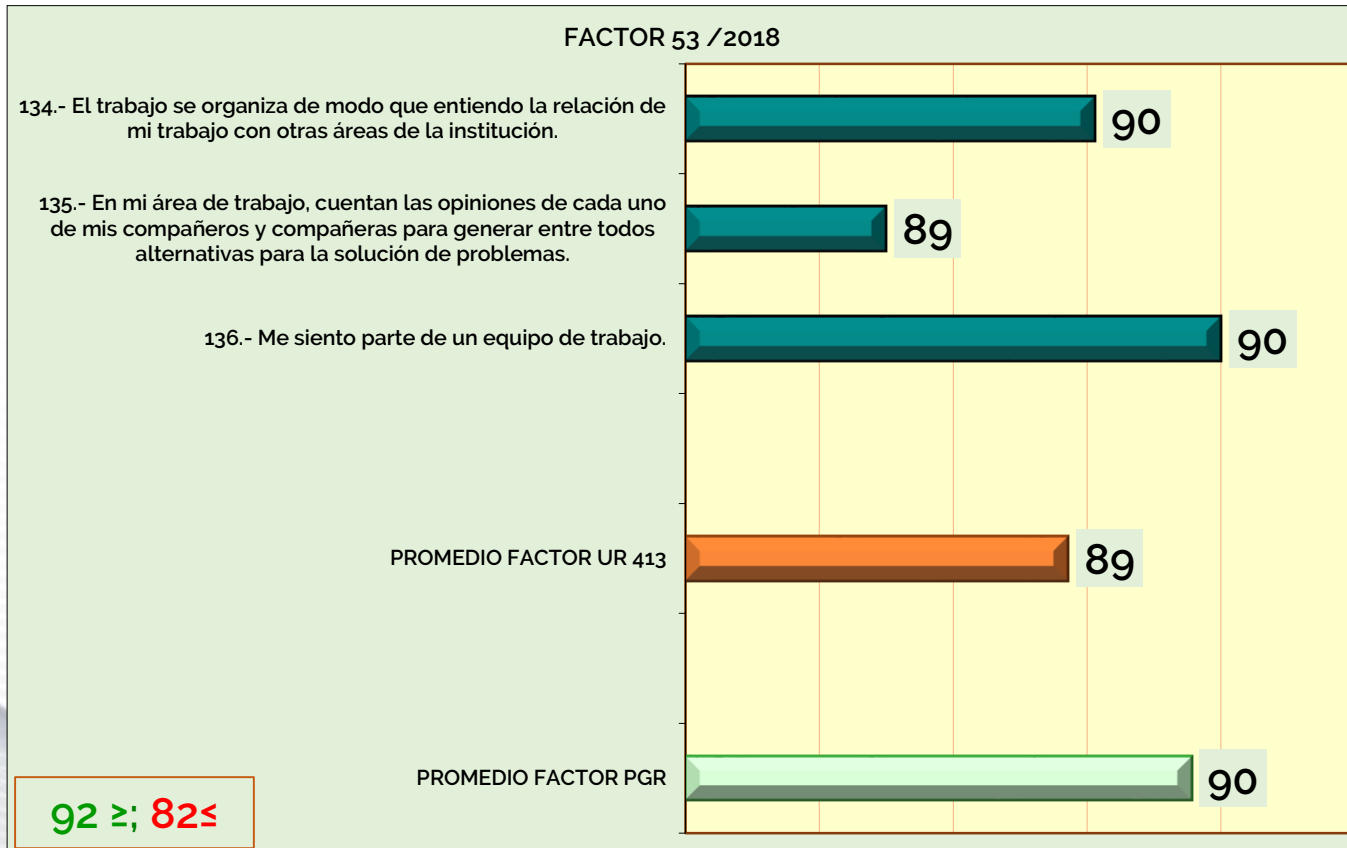 FACTOR 53 /2018
134.- El trabajo se organiza de modo que entiendo la relación de
mi trabajo con otras áreas de la institución.
90
135.- En mi área de trabajo, cuentan las opiniones de cada uno
de mis compañeros y compañeras para generar entre todos
alternativas para la solución de problemas.
89
136.- Me siento parte de un equipo de trabajo.
90
PROMEDIO FACTOR UR 413
89
PROMEDIO FACTOR PGR
90
92 ≥; 82≤